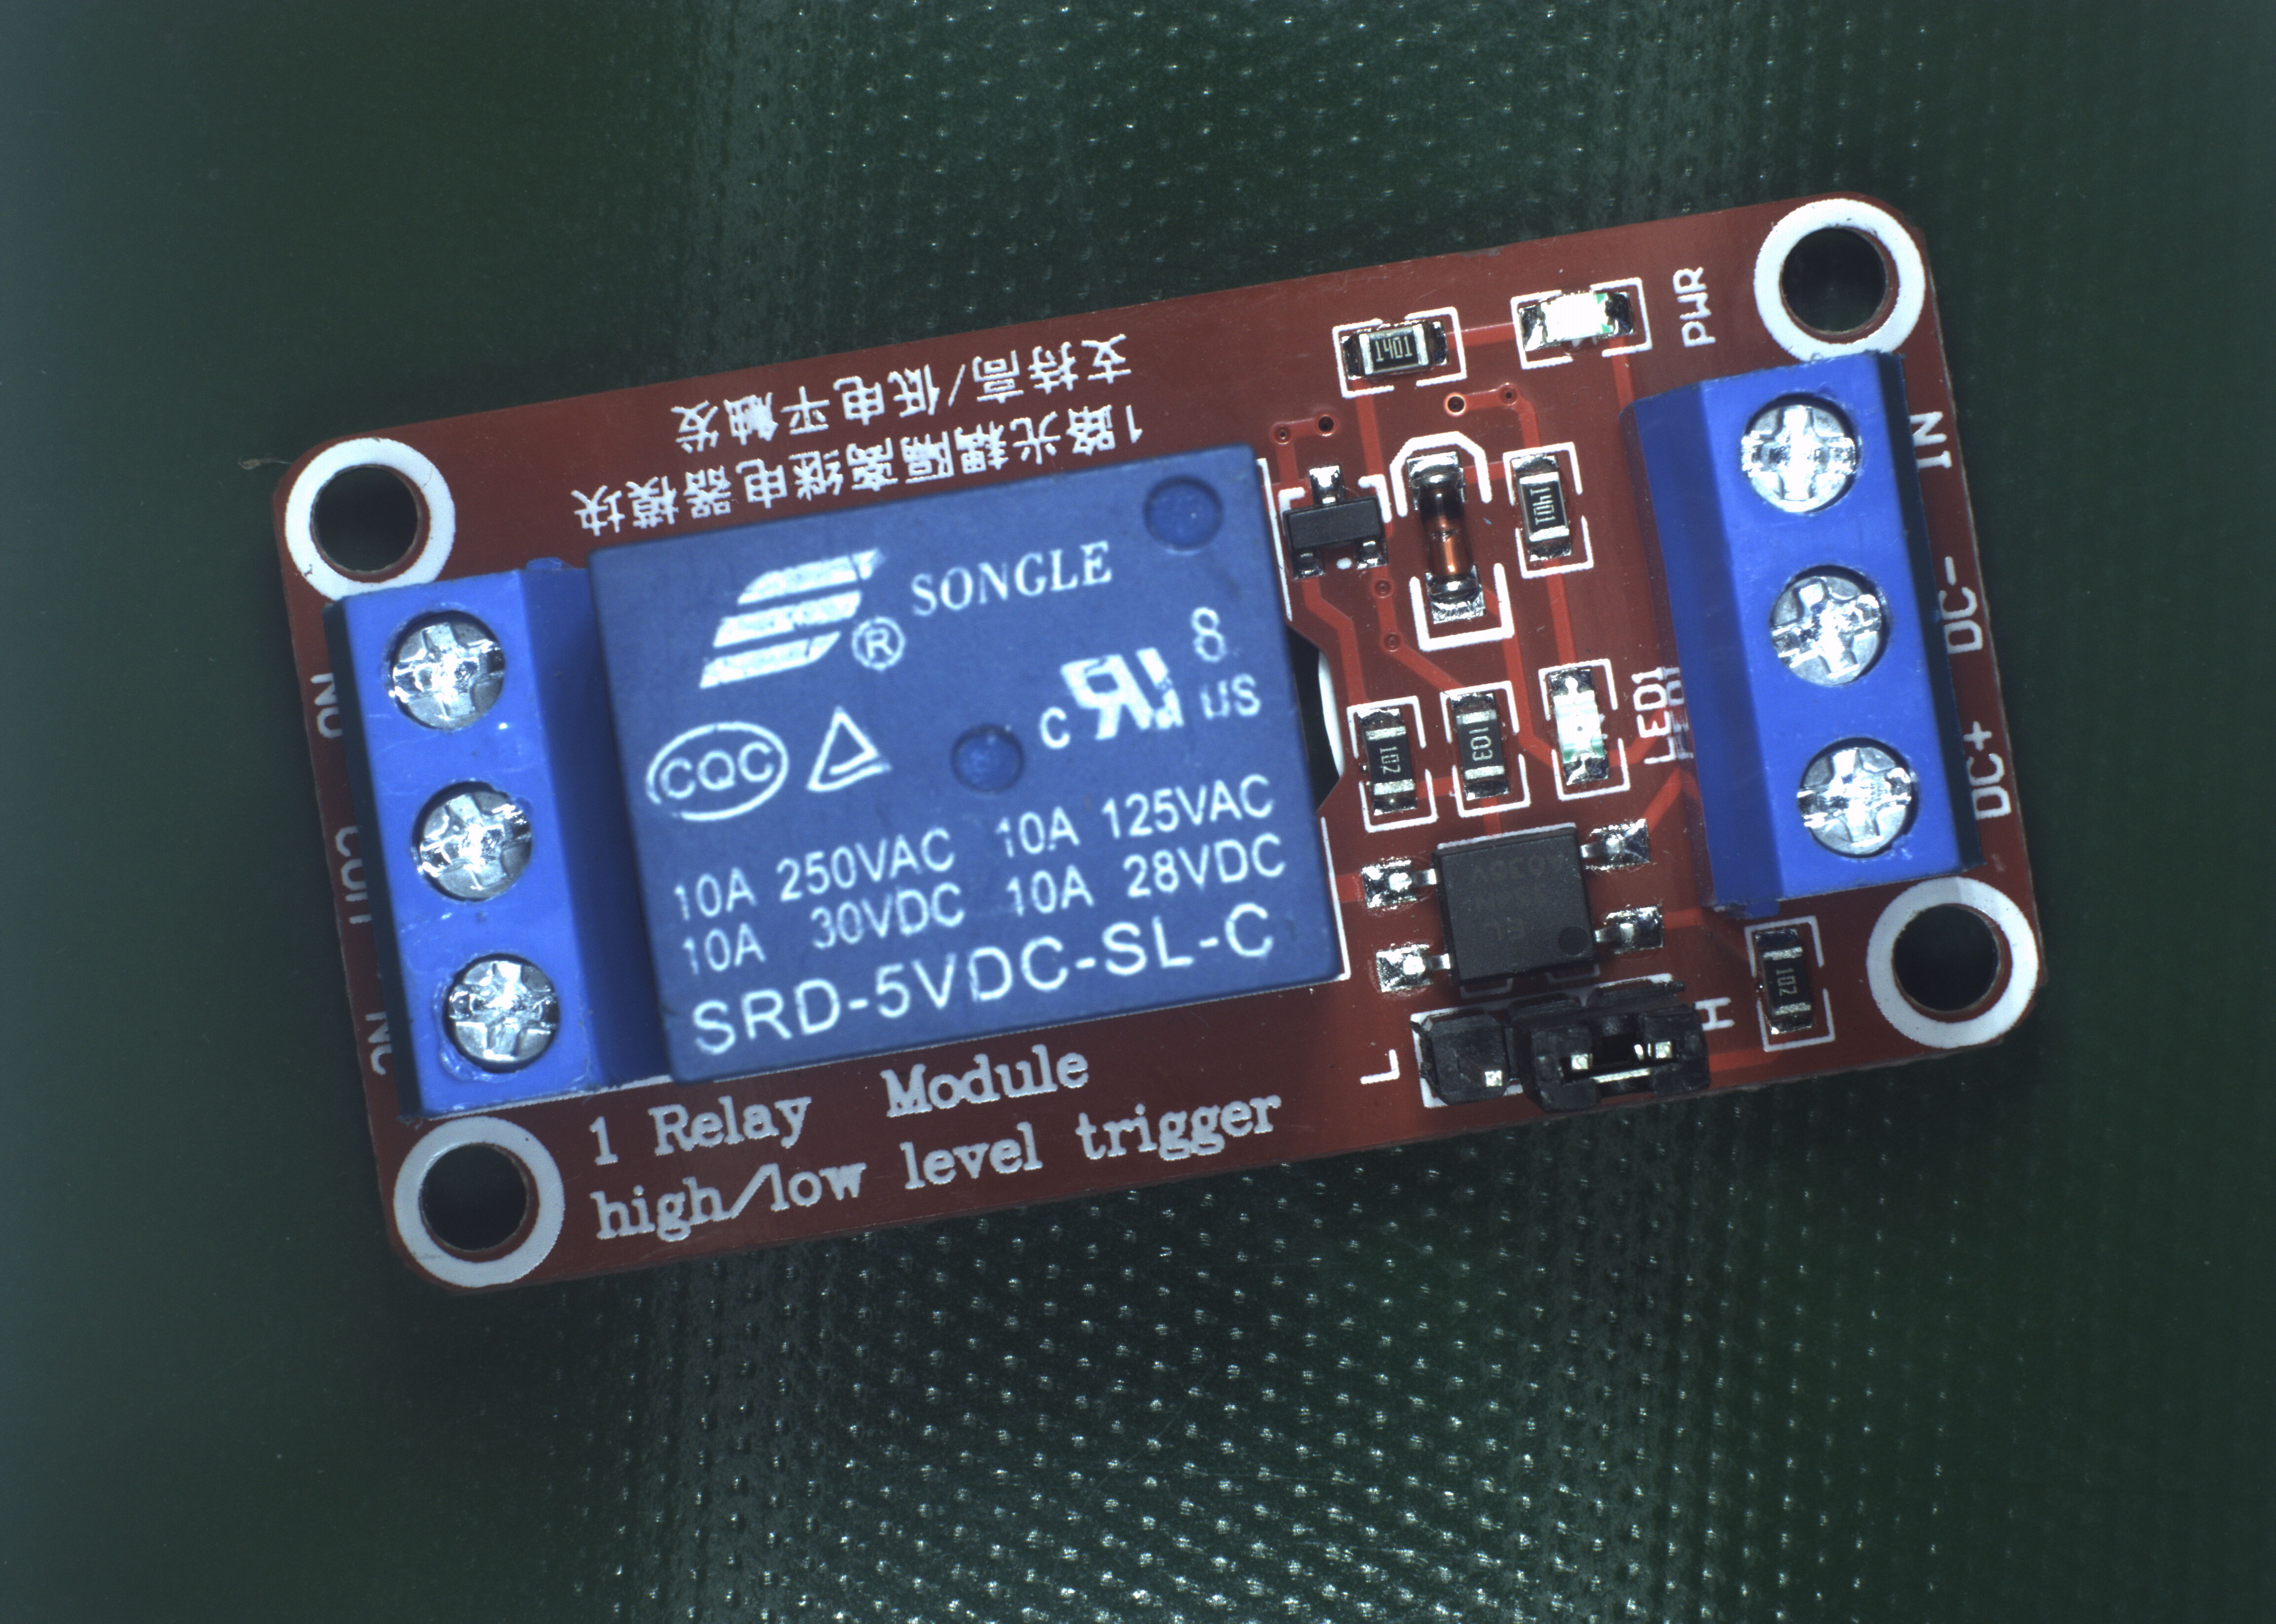 支持高/低电平触发
1路光耦隔离继电器模块
SONGLE
®
8
c RU US
CQC
10A 250VAC 10A 125VAC
10A 30VDC 10A 28VDC
SRD-5VDC-SL-C
1 Relay Module
high/low level trigger
NO
NC
1401
PWR
1401
102
103
LED1
IN
DC-
DC+
102
H
L